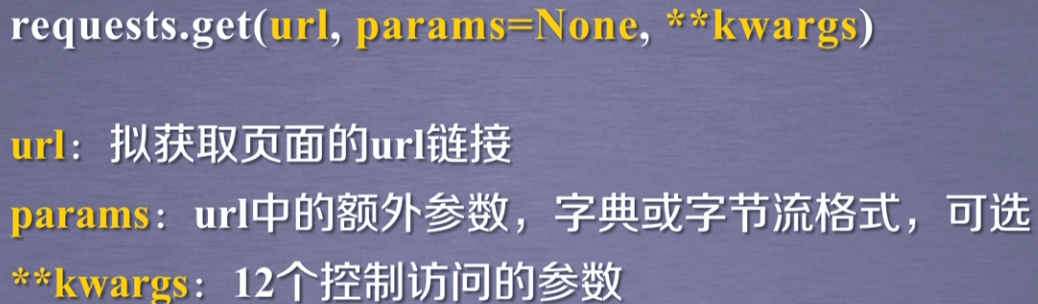 requests.get(url, params=None, **kwargs)
url：拟获取页面的url链接
params：url中的额外参数，字典或字节流格式，可选
**kwargs：12个控制访问的参数